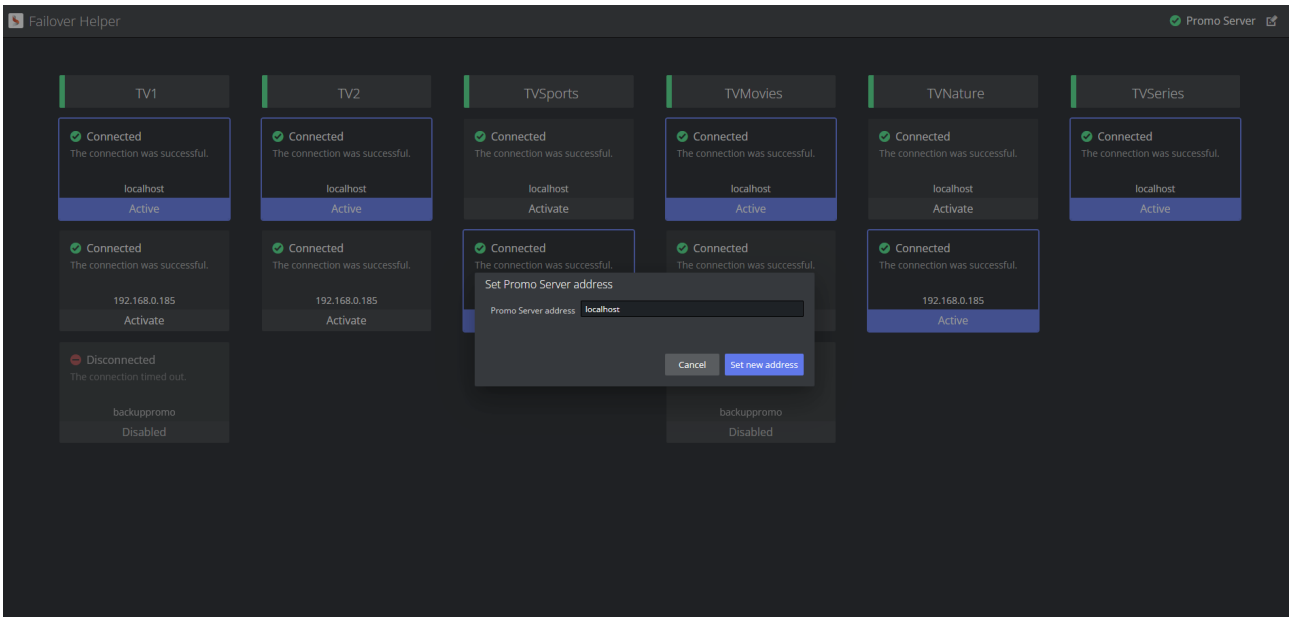 Failover Helper
Promo Server
TV1
TV2
TVSports
TVMovies
TVNature
TVSeries
Connected
The connection was successful.
localhost
Active
Connected
The connection was successful.
localhost
Active
Connected
The connection was successful.
localhost
Activate
Connected
The connection was successful.
localhost
Active
Connected
The connection was successful.
localhost
Activate
Connected
The connection was successful.
localhost
Active
Connected
The connection was successful.
192.168.0.185
Activate
Connected
The connection was successful.
192.168.0.185
Activate
Connected
The connection was successful.
Connected
The connection was successful.
Connected
The connection was successful.
192.168.0.185
Active
Set Promo Server address
Promo Server address localhost
Cancel
Set new address
Disconnected
The connection timed out.
backuppromo
Disabled
backuppromo
Disabled